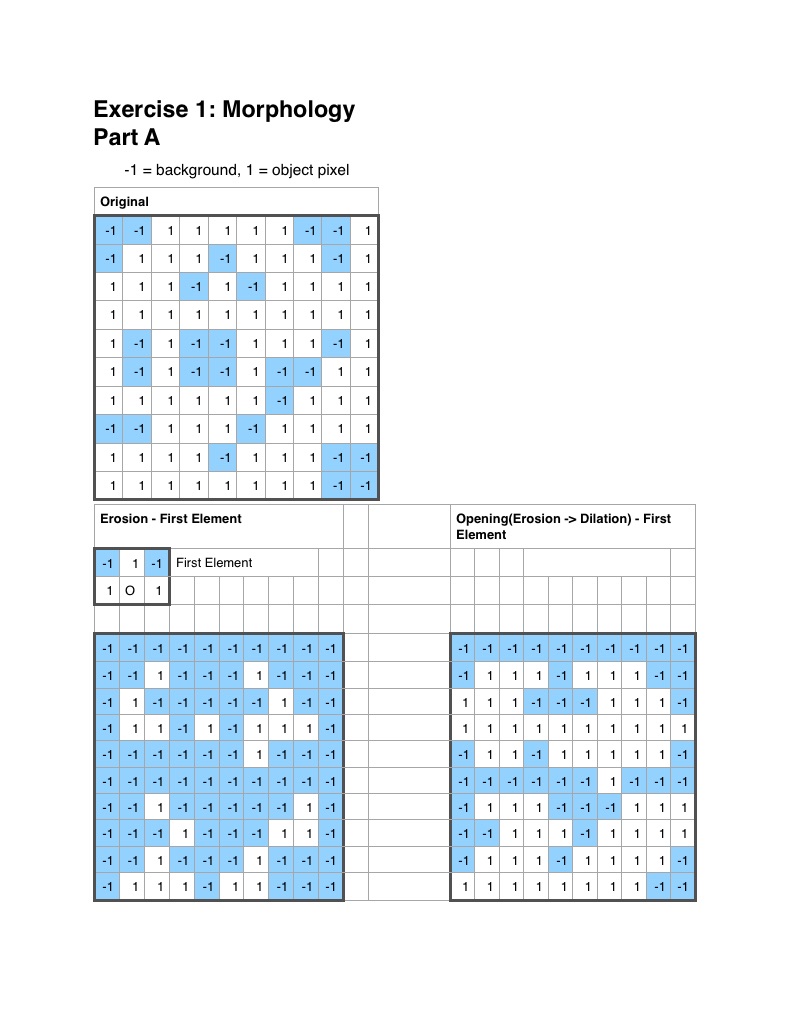 Exercise 1: Morphology
Part A
-1 = background, 1 = object pixel
Original
-1 -1 1 1 1 1 1 -1 -1 1
-1 1 1 1 -1 1 1 1 -1 1
1 1 1 -1 1 -1 1 1 1 1
1 1 1 1 1 1 1 1 1 1
1 -1 1 -1 -1 1 1 1 -1 1
1 -1 1 -1 -1 1 -1 -1 1 1
1 1 1 1 1 1 -1 1 1 1
-1 -1 1 1 1 -1 1 1 1 1
1 1 1 1 -1 1 1 1 -1 -1
1 1 1 1 1 1 1 1 -1 -1
Erosion - First Element
-1 1 -1 First Element
1 O 1
-1 -1 -1 -1 -1 -1 -1 -1 -1 -1
-1 -1 1 -1 -1 -1 1 -1 -1 -1
-1 1 -1 -1 -1 -1 -1 1 -1 -1
-1 1 1 -1 1 -1 1 1 1 -1
-1 -1 -1 -1 -1 -1 1 -1 -1 -1
-1 -1 -1 -1 -1 -1 -1 -1 -1 -1
-1 -1 1 -1 -1 -1 -1 -1 1 -1
-1 -1 -1 1 -1 -1 -1 1 1 -1
-1 -1 1 -1 -1 -1 1 -1 -1 -1
-1 1 1 1 -1 1 1 -1 -1 -1
Opening(Erosion -> Dilation) - First
Element
-1 -1 -1 -1 -1 -1 -1 -1 -1 -1
-1 1 1 1 -1 1 1 1 -1 -1
1 1 1 -1 -1 -1 1 1 1 -1
1 1 1 1 1 1 1 1 1 1
-1 1 1 -1 1 1 1 1 1 -1
-1 -1 -1 -1 -1 -1 1 -1 -1 -1
-1 1 1 1 -1 -1 -1 1 1 1
-1 -1 1 1 1 -1 1 1 1 1
-1 1 1 1 -1 1 1 1 1 -1
1 1 1 1 1 1 1 1 -1 -1